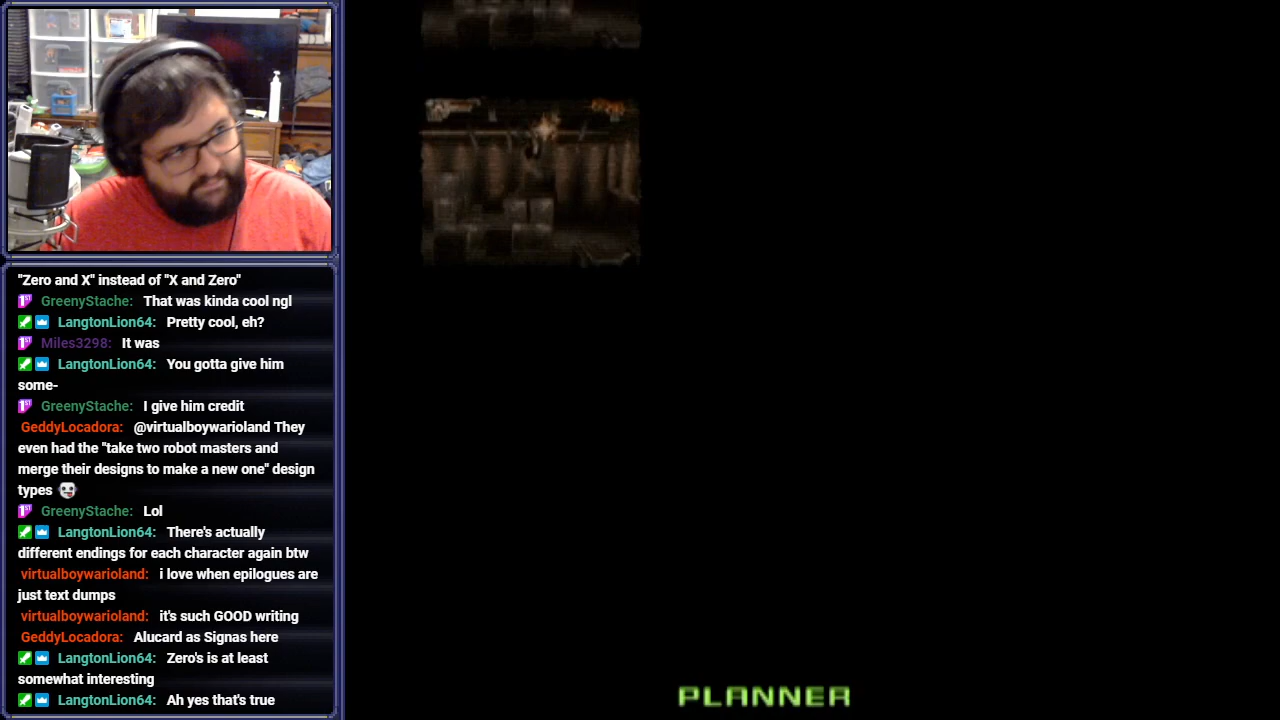 "Zero and X" instead of "X and Zero"
GreenyStache: That was kinda cool ngl
LangtonLion64: Pretty cool, eh?
Miles3298: It was
LangtonLion64: You gotta give him
some-
GreenyStache: I give him credit
GeddyLocadora: @virtualboywarioland They
even had the "take two robot masters and
merge their designs to make a new one" design
types
GreenyStache: Lol
LangtonLion64: There's actually
different endings for each character again btw
virtualboywarioland: i love when epilogues are
just text dumps
virtualboywarioland: it's such GOOD writing
GeddyLocadora: Alucard as Signas here
LangtonLion64: Zero's is at least
somewhat interesting
LangtonLion64: Ah yes that's true
PLANNER